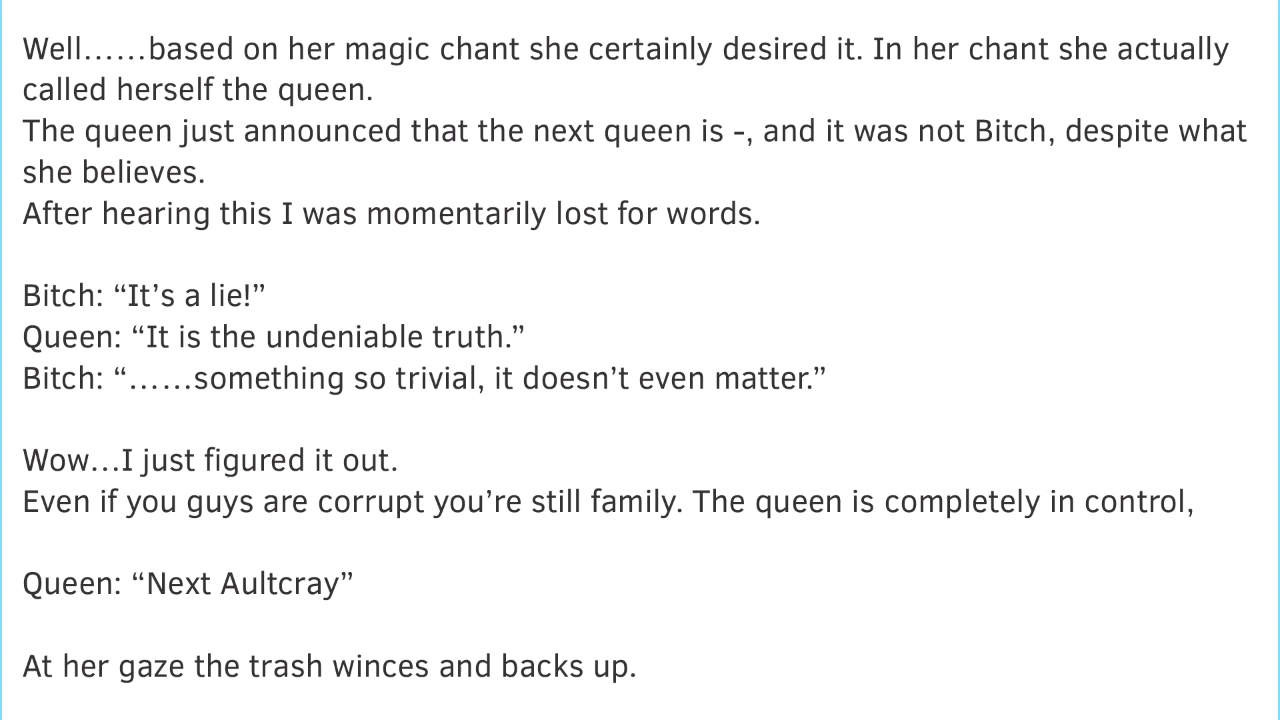 Well……based on her magic chant she certainly desired it. In her chant she actually
called herself the queen.
The queen just announced that the next queen is -, and it was not Bitch, despite what
she believes.
After hearing this I was momentarily lost for words.
Bitch: “It’s a lie!”
Queen: “It is the undeniable truth.”
Bitch: “……something so trivial, it doesn’t even matter.”
Wow…I just figured it out.
Even if you guys are corrupt you’re still family. The queen is completely in control,
Queen: “Next Aultcray”
At her gaze the trash winces and backs up.